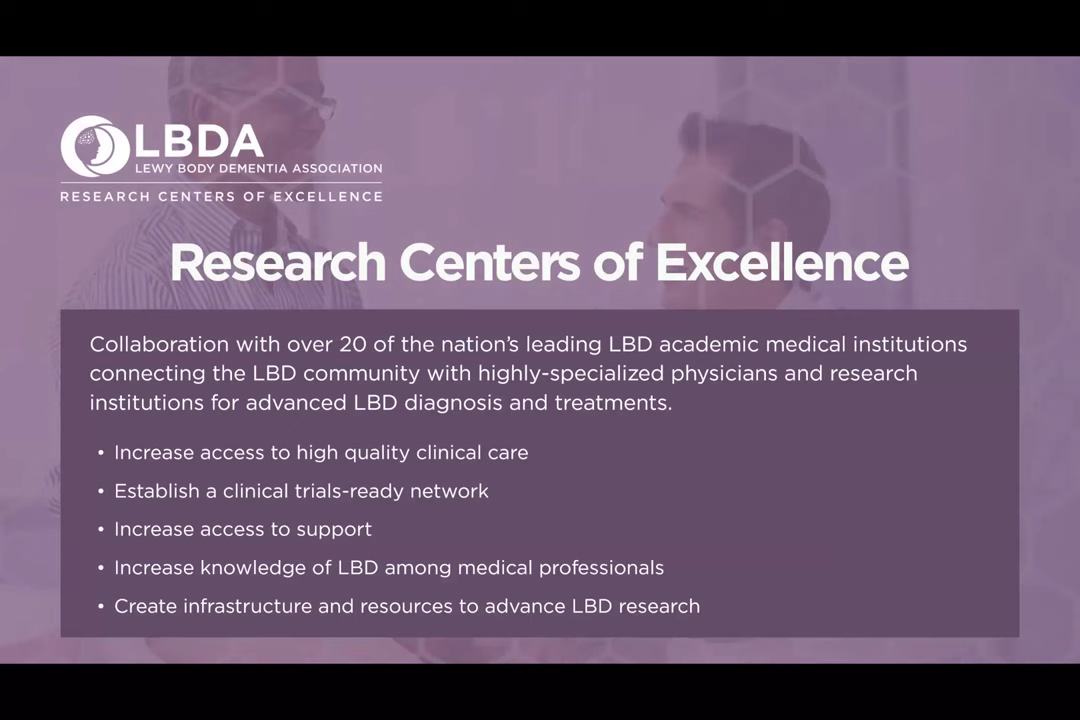 LBDA
LEWY BODY DEMENTIA ASSOCIATION
RESEARCH CENTERS OF EXCELLENCE
Research Centers of Excellence
Collaboration with over 20 of the nation's leading LBD academic medical institutions
connecting the LBD community with highly-specialized physicians and research
institutions for advanced LBD diagnosis and treatments.
• Increase access to high quality clinical care
• Establish a clinical trials-ready network
• Increase access to support
• Increase knowledge of LBD among medical professionals
• Create infrastructure and resources to advance LBD research